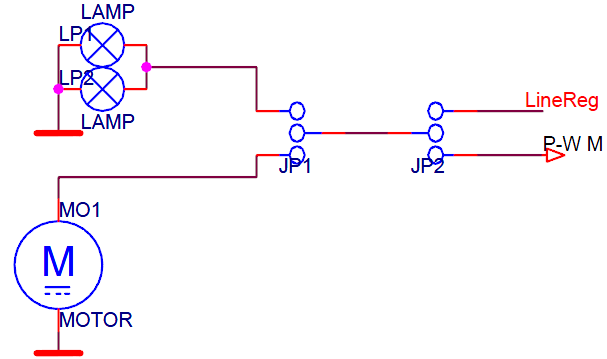 LAMP
LP1
LP2
LAMP
LineReg
P-W M
JP1
JP2
MO1
M
MOTOR